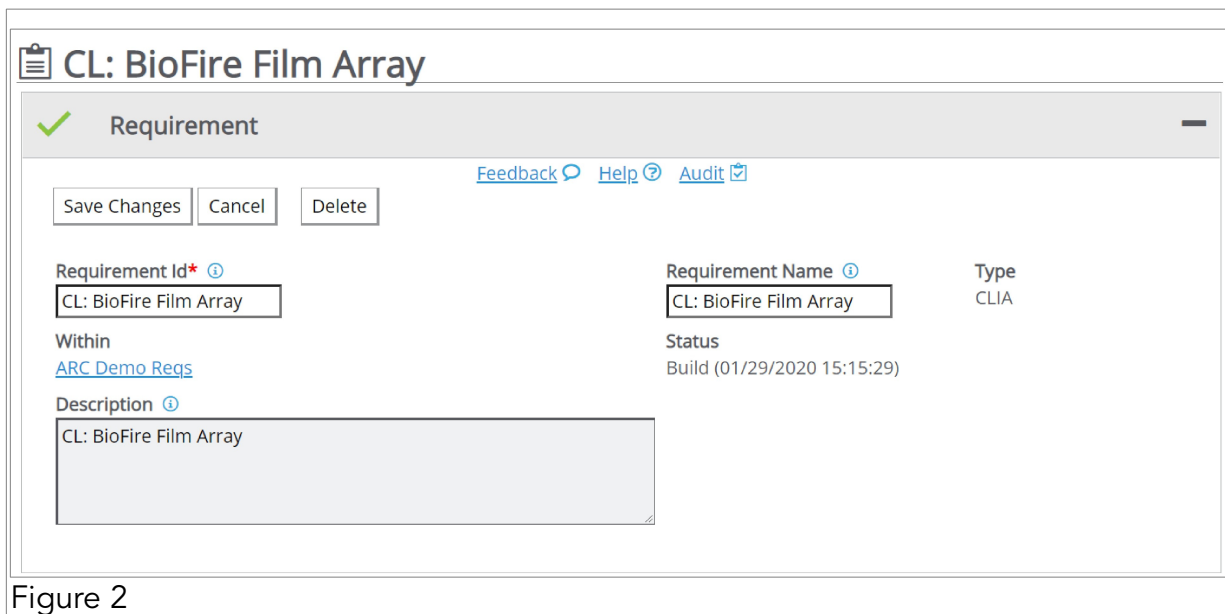 CL: BioFire Film Array
Requirement
Feedback Help Audit
Save Changes Cancel Delete
Requirement Id* Requirement Name Type
CL: BioFire Film Array CL: BioFire Film Array CLIA
Within Status
ARC Demo Reqs Build (01/29/2020 15:15:29)
Description
CL: BioFire Film Array
Figure 2